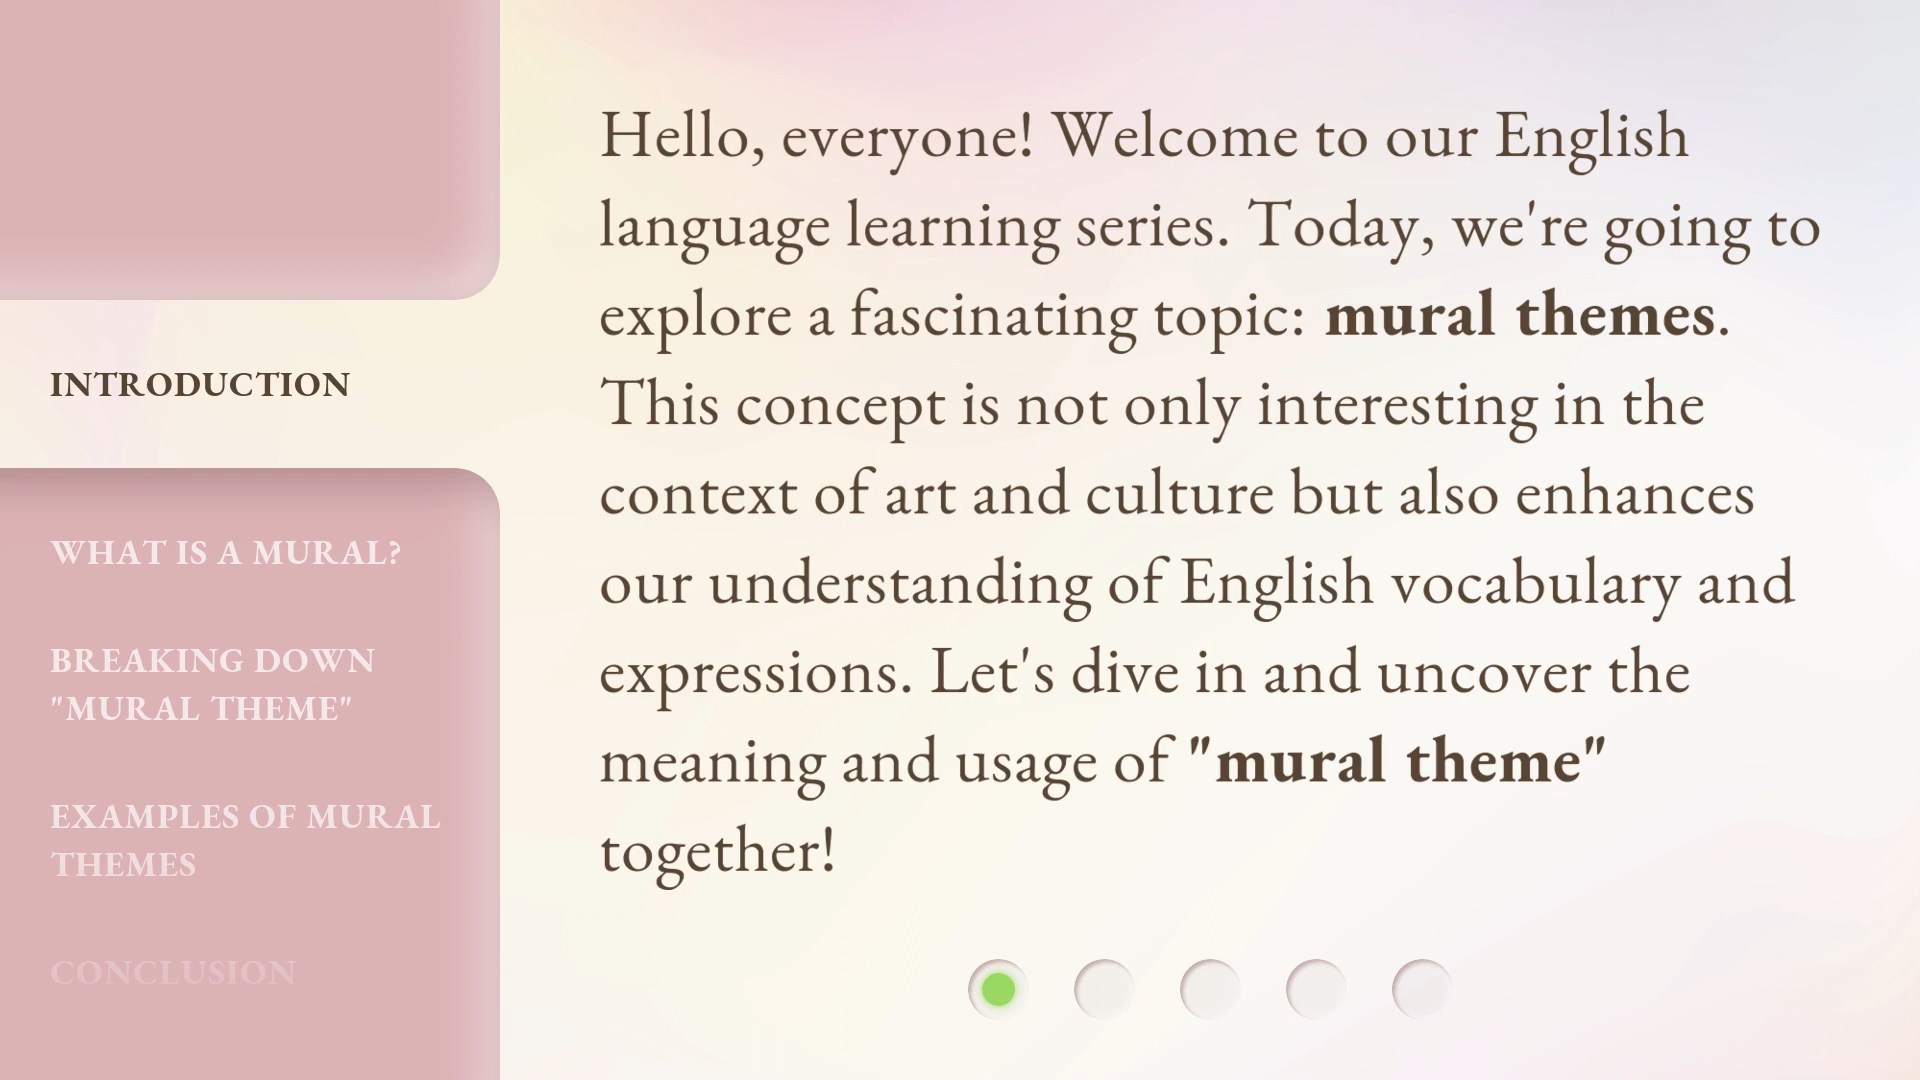 INTRODUCTION
WHAT IS A MURAL?
BREAKING DOWN
"MURAL THEME"
EXAMPLES OF MURAL
THEMES
CONCLUSION
Hello, everyone! Welcome to our English
language learning series. Today, we're going to
explore a fascinating topic: mural themes.
This concept is not only interesting in the
context of art and culture but also enhances
our understanding of English vocabulary and
expressions. Let's dive in and uncover the
meaning and usage of "mural theme"
together!